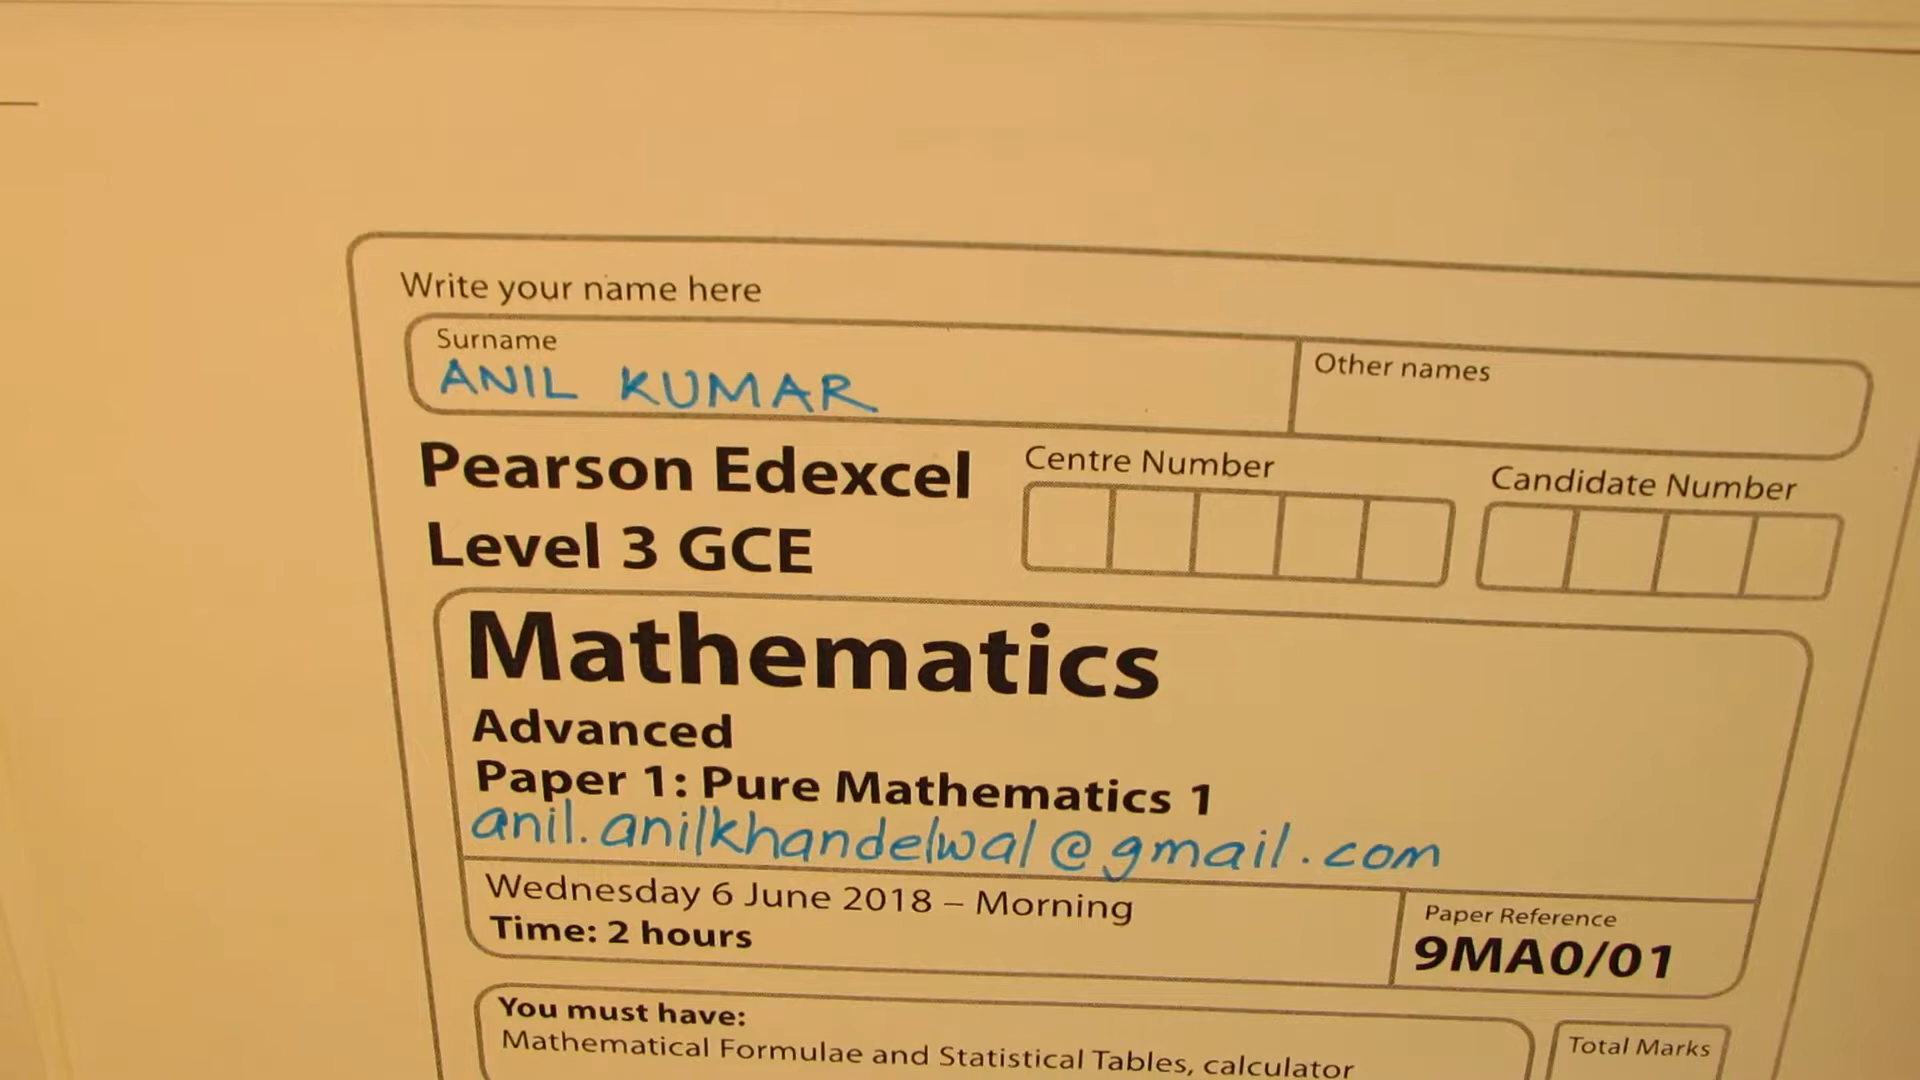 Write your name here
Surname
Other names
ANIL KUMAR
Pearson Edexcel
Level 3 GCE
Centre Number
Candidate Number
Mathematics
Advanced
Paper 1: Pure Mathematics 1
anil.anilkhandelwal@gmail.com
Wednesday 6 June 2018 – Morning
Time: 2 hours
Paper Reference
9MA0/01
You must have:
Mathematical Formulae and Statistical Tables, calculator
Total Marks